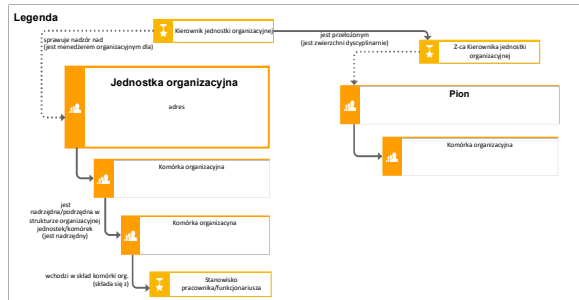 Legenda
Kierownik jednostki organizacyjnej
sprawuje nadzór nad
(jest menedżerem organizacyjnym dla)
jest przełożonym
(jest zwierzchni dyscyplinarnie)
Z-ca Kierownika jednostki
organizacyjnej
Jednostka organizacyjna
adres
Pion
Komórka organizacyjna
Komórka organizacyjna
jest
nadrzędna/podrzędna w
strukturze organizacyjnej
jednostek/komórek
(jest nadrzędny)
Komórka organizacyna
wchodzi w skład komórki org.
(składa się z)
Stanowisko
pracownika/funkcjonariusza